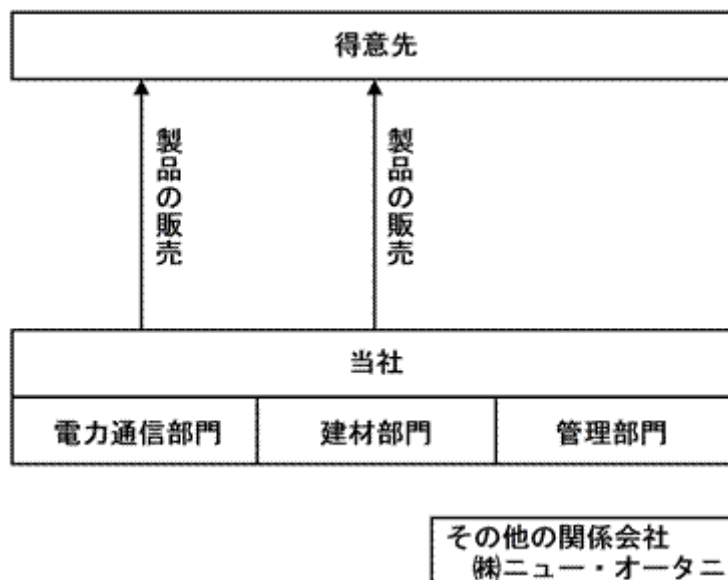 得意先
製品の販売
製品の販売
当社
電力通信部門
建材部門
管理部門
その他の関係会社
㈱ニュー・オータニ